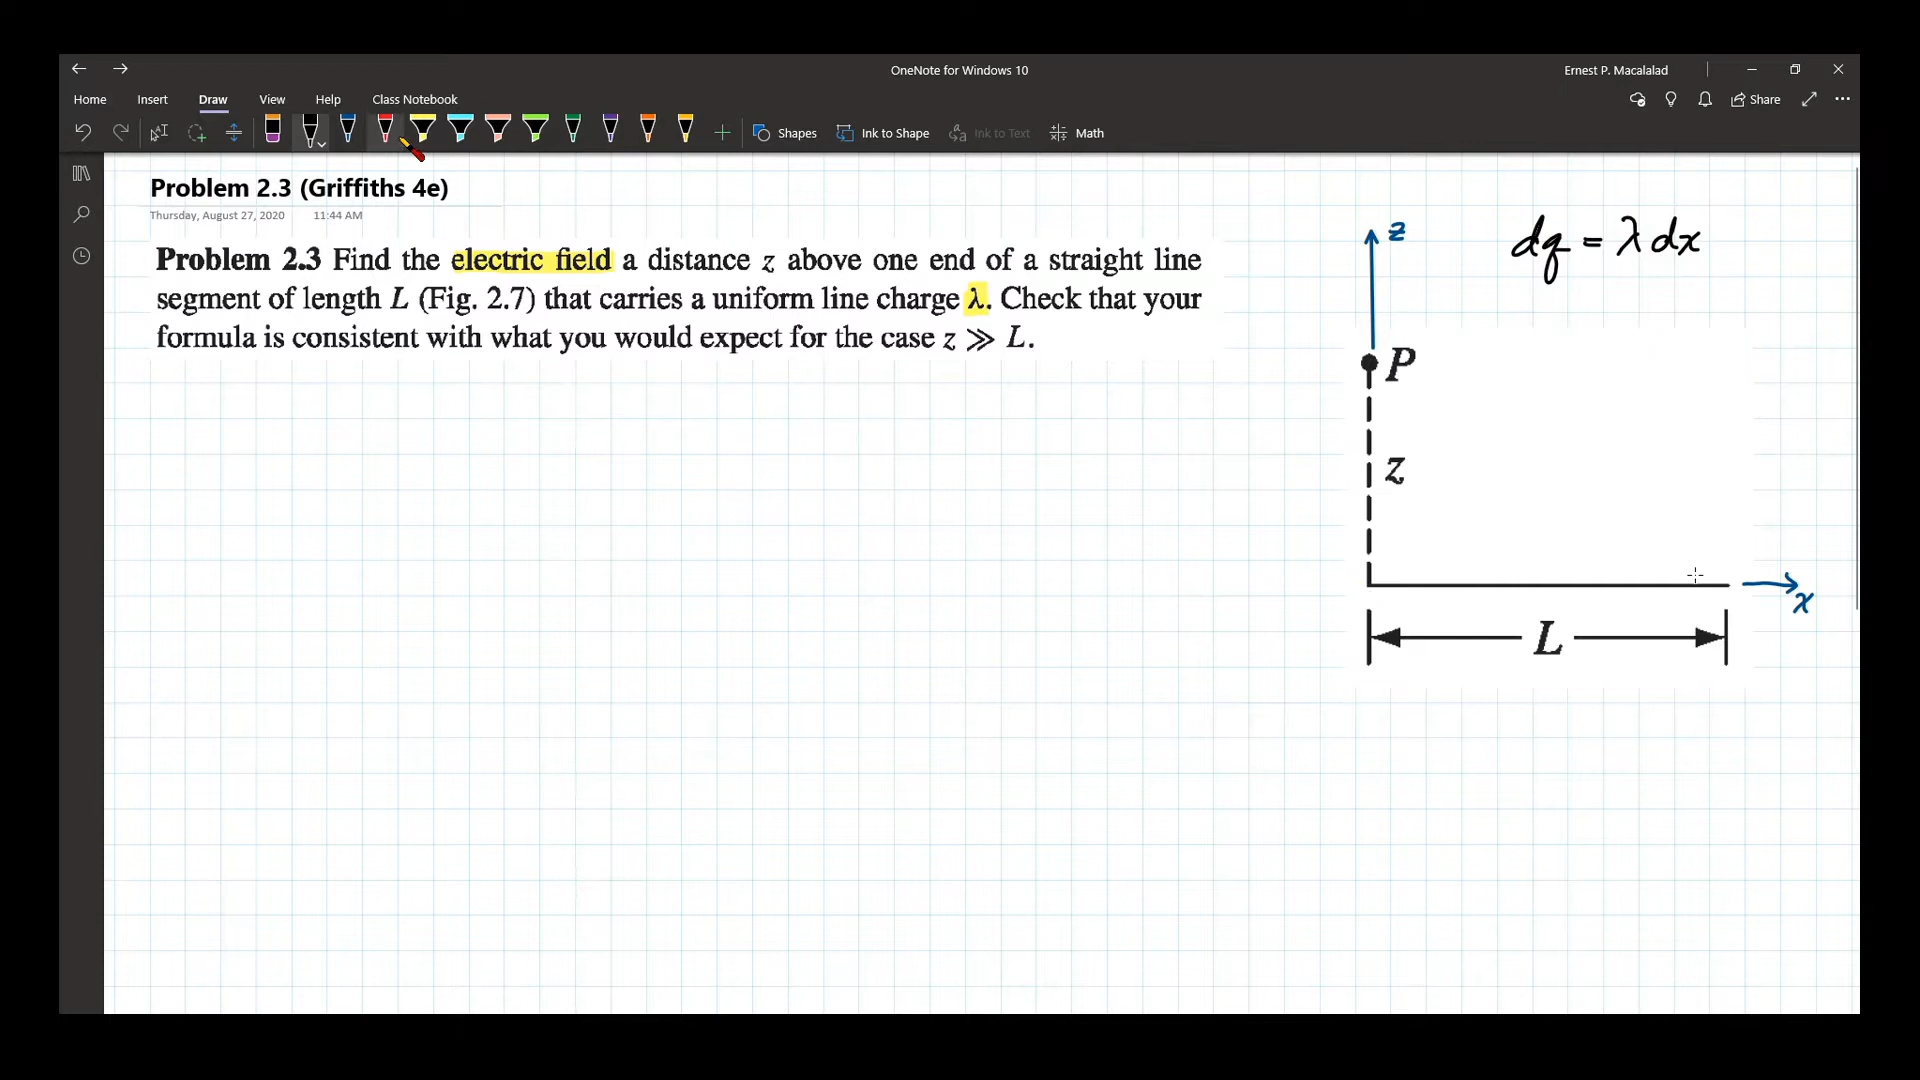 OneNote for Windows 10
Ernest P. Macalalad
Home Insert Draw View Help Class Notebook
Share
Shapes Ink to Shape Ink to Text Math
Problem 2.3 (Griffiths 4e)
Thursday, August 27, 2020 11:44 AM
Problem 2.3 Find the electric field a distance z above one end of a straight line
segment of length L (Fig. 2.7) that carries a uniform line charge λ. Check that your
formula is consistent with what you would expect for the case z ≫ L.
z
dq = λ dx
P
z
x
L